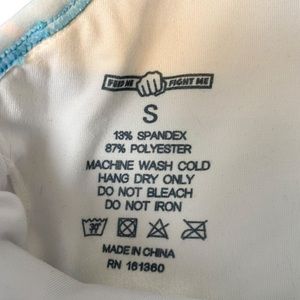 FEED ME FIGHT ME
S
13% SPANDEX
87% POLYESTER
MACHINE WASH COLD
HANG DRY ONLY
DO NOT BLEACH
DO NOT IRON
30°
MADE IN CHINA
RN 161360